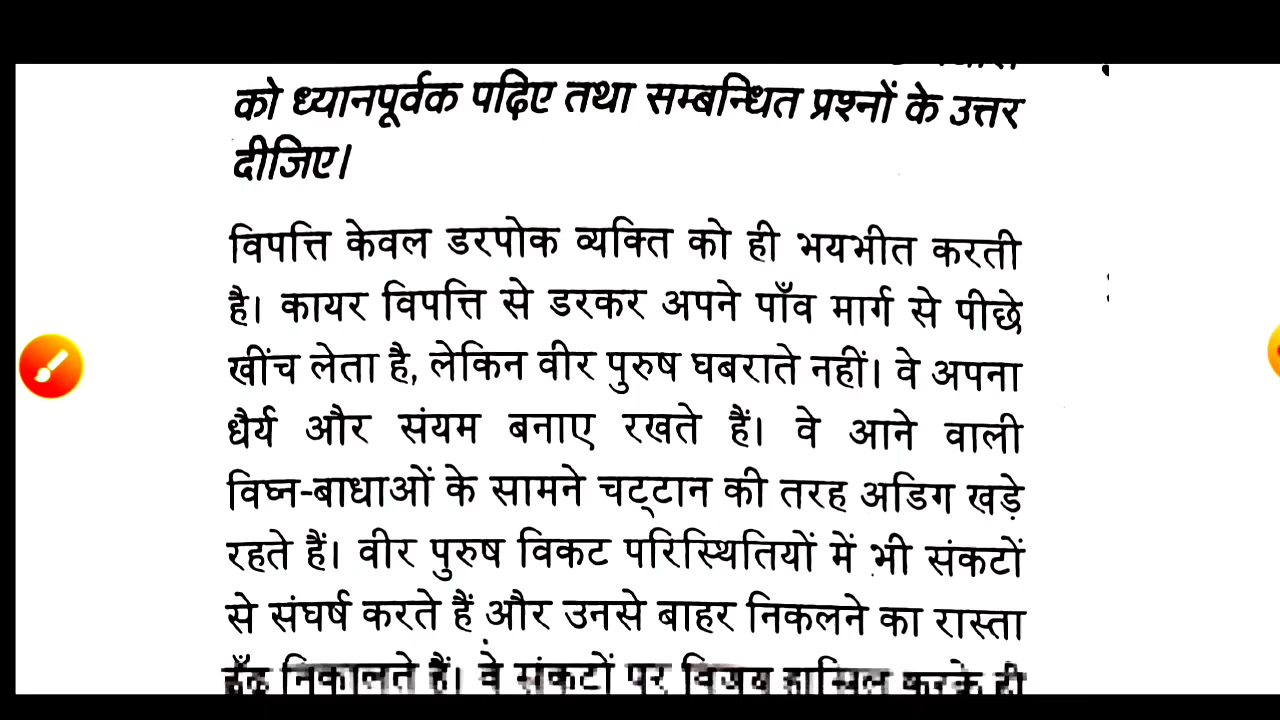 को ध्यानपूर्वक पढ़िए तथा सम्बन्धित प्रश्नों के उत्तर
दीजिए।
विपत्ति केवल डरपोक व्यक्ति को ही भयभीत करती
है। कायर विपत्ति से डरकर अपने पाँव मार्ग से पीछे
खींच लेता है, लेकिन वीर पुरुष घबराते नहीं। वे अपना
धैर्य और संयम बनाए रखते हैं। वे आने वाली
विघ्न-बाधाओं के सामने चट्टान की तरह अडिग खड़े
रहते हैं। वीर पुरुष विकट परिस्थितियों में भी संकटों
से संघर्ष करते हैं और उनसे बाहर निकलने का रास्ता
ढूँढ़ निकालते हैं। वे संकटों पर विजय हासिल करके ही